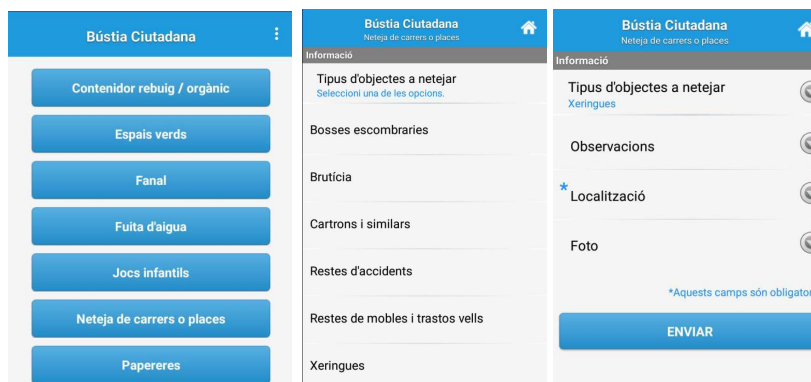 Bústia Ciutadana
Contenidor rebuig / orgànic
Espais verds
Fanal
Fuita d'aigua
Jocs infantils
Neteja de carrers o places
Papereres
Bústia Ciutadana
Neteja de carrers o places
Informació
Tipus d'objectes a netejar
Seleccioni una de les opcions.
Bosses escombraries
Brutícia
Cartrons i similars
Restes d'accidents
Restes de mobles i trastos vells
Xeringues
Bústia Ciutadana
Neteja de carrers o places
Informació
Tipus d'objectes a netejar
Xeringues
Observacions
* Localització
Foto
*Aquests camps són obligator
ENVIAR